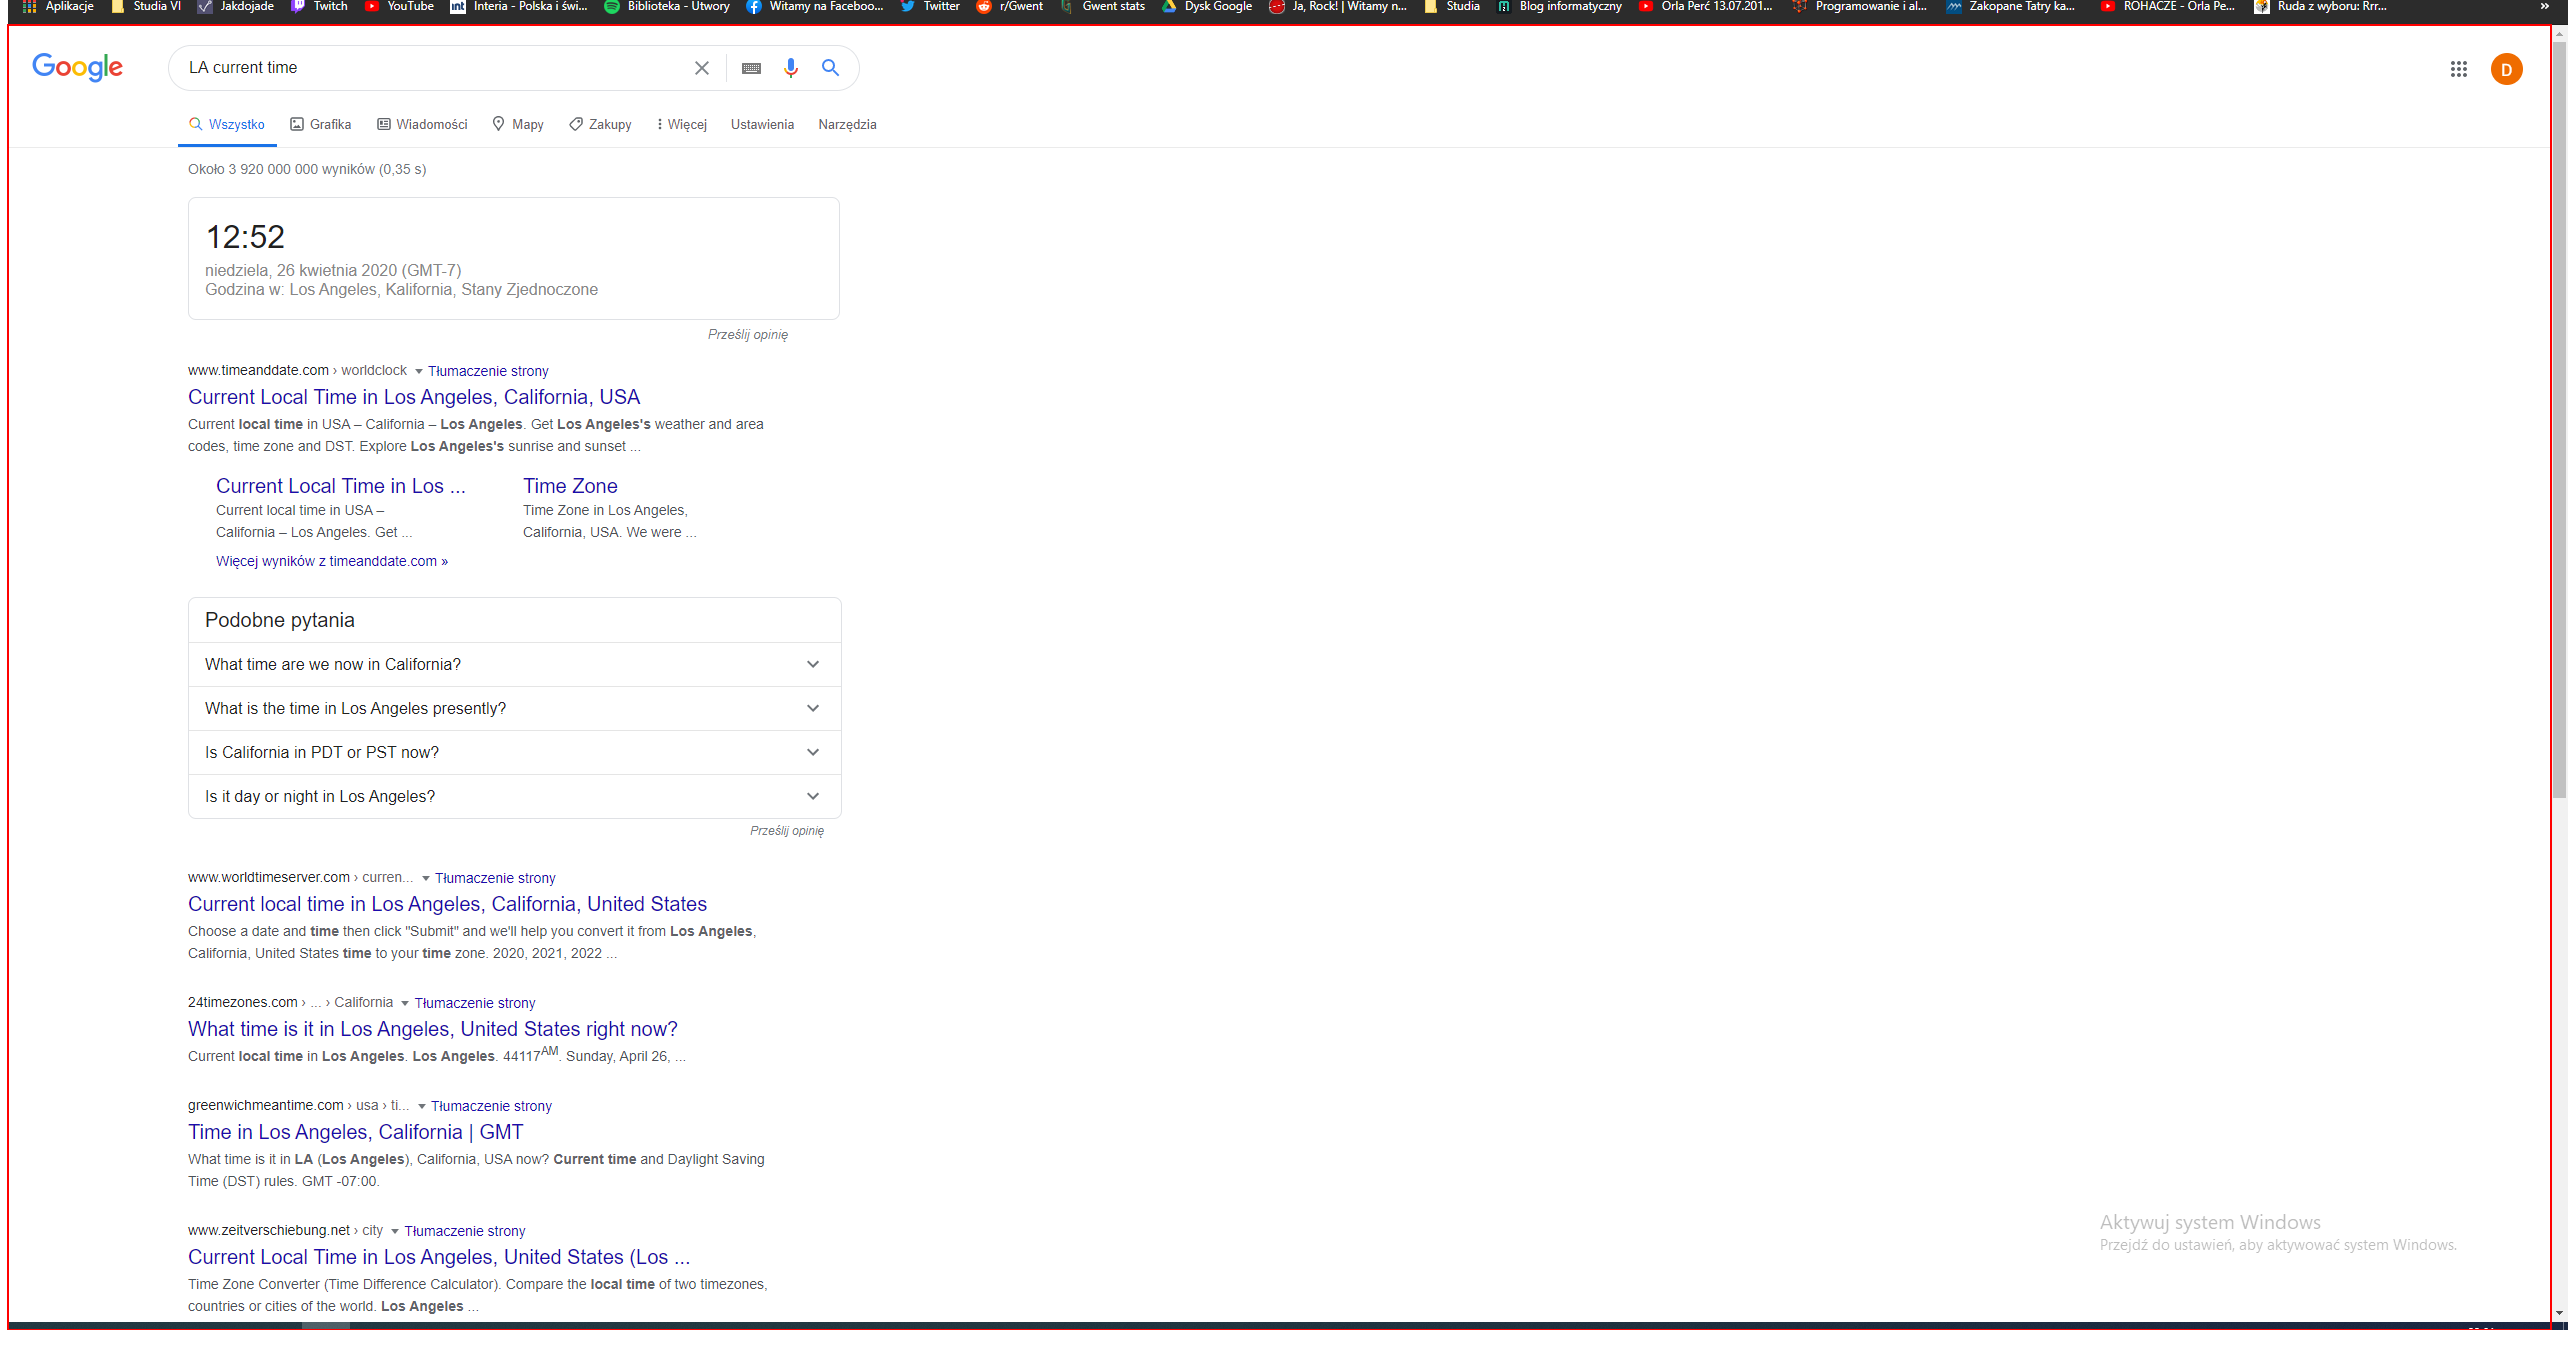 Aplikacje Studia VI Jakdojade Twitch YouTube Interia - Polska i świ... Biblioteka - Utwory Witamy na Faceboo... Twitter r/Gwent Gwent stats Dysk Google Ja, Rock! | Witamy n... Studia Blog informatyczny Orla Perć 13.07.201... Programowanie i al... Zakopane Tatry ka... ROHACZE - Orla Pe... Ruda z wyboru: Rrr... »
Google
LA current time
D
Wszystko Grafika Wiadomości Mapy Zakupy Więcej Ustawienia Narzędzia
Około 3 920 000 000 wyników (0,35 s)
12:52
niedziela, 26 kwietnia 2020 (GMT-7)
Godzina w: Los Angeles, Kalifornia, Stany Zjednoczone
Prześlij opinię
www.timeanddate.com › worldclock Tłumaczenie strony
Current Local Time in Los Angeles, California, USA
Current local time in USA – California – Los Angeles. Get Los Angeles's weather and area
codes, time zone and DST. Explore Los Angeles's sunrise and sunset ...
Current Local Time in Los ...
Current local time in USA –
California – Los Angeles. Get ...
Time Zone
Time Zone in Los Angeles,
California, USA. We were ...
Więcej wyników z timeanddate.com »
Podobne pytania
What time are we now in California?
What is the time in Los Angeles presently?
Is California in PDT or PST now?
Is it day or night in Los Angeles?
Prześlij opinię
www.worldtimeserver.com › curren... Tłumaczenie strony
Current local time in Los Angeles, California, United States
Choose a date and time then click "Submit" and we'll help you convert it from Los Angeles,
California, United States time to your time zone. 2020, 2021, 2022 ...
24timezones.com › ... › California Tłumaczenie strony
What time is it in Los Angeles, United States right now?
Current local time in Los Angeles. Los Angeles. 44117AM. Sunday, April 26, ...
greenwichmeantime.com › usa › ti... Tłumaczenie strony
Time in Los Angeles, California | GMT
What time is it in LA (Los Angeles), California, USA now? Current time and Daylight Saving
Time (DST) rules. GMT -07:00.
www.zeitverschiebung.net › city Tłumaczenie strony
Current Local Time in Los Angeles, United States (Los ...
Time Zone Converter (Time Difference Calculator). Compare the local time of two timezones,
countries or cities of the world. Los Angeles ...
Aktywuj system Windows
Przejdź do ustawień, aby aktywować system Windows.